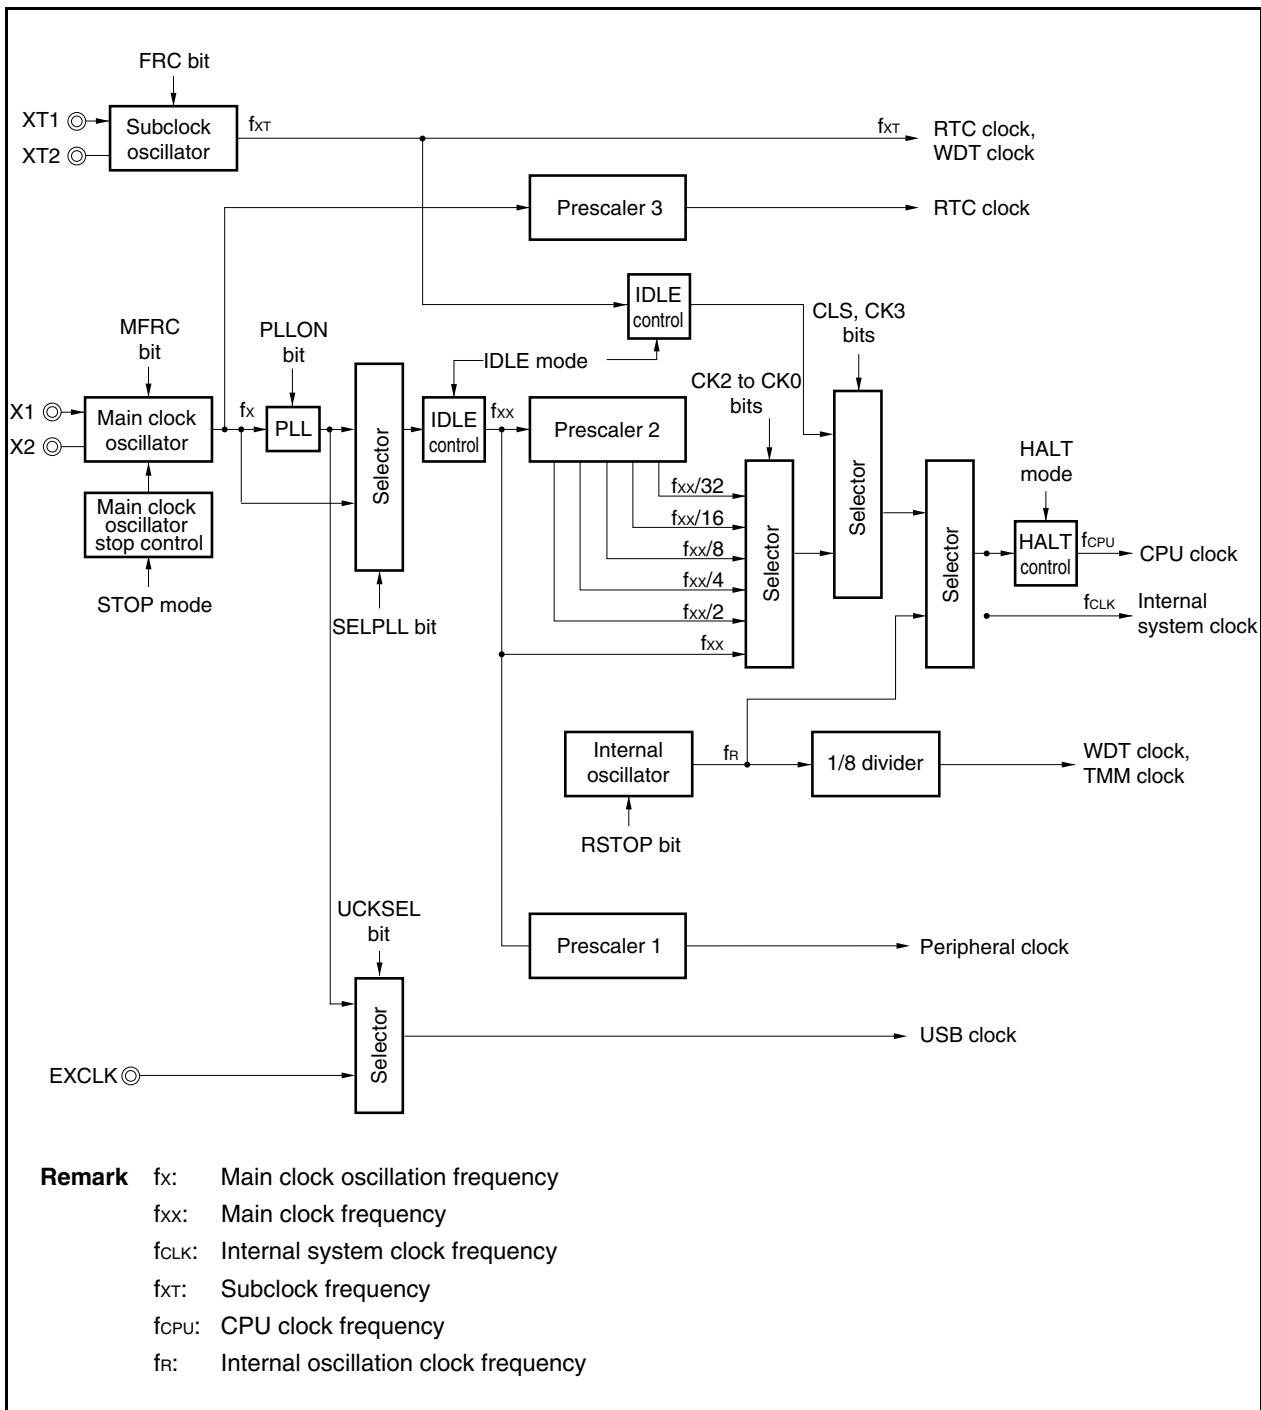 FRC bit
XT1
XT2
Subclock
oscillator
fXT
fXT
RTC clock,
WDT clock
Prescaler 3
RTC clock
IDLE
control
CLS, CK3
bits
MFRC
bit
PLLON
bit
IDLE mode
CK2 to CK0
bits
X1
X2
Main clock
oscillator
fX
PLL
Selector
IDLE
control
fXX
Prescaler 2
Selector
HALT
mode
Main clock
oscillator
stop control
STOP mode
SELPLL bit
fXX/32
fXX/16
fXX/8
fXX/4
fXX/2
fXX
Selector
Selector
HALT
control
fCPU
CPU clock
fCLK
Internal
system clock
Internal
oscillator
fR
1/8 divider
WDT clock,
TMM clock
RSTOP bit
UCKSEL
bit
Prescaler 1
Peripheral clock
Selector
USB clock
EXCLK
Remark fX: Main clock oscillation frequency
fXX: Main clock frequency
fCLK: Internal system clock frequency
fXT: Subclock frequency
fCPU: CPU clock frequency
fR: Internal oscillation clock frequency